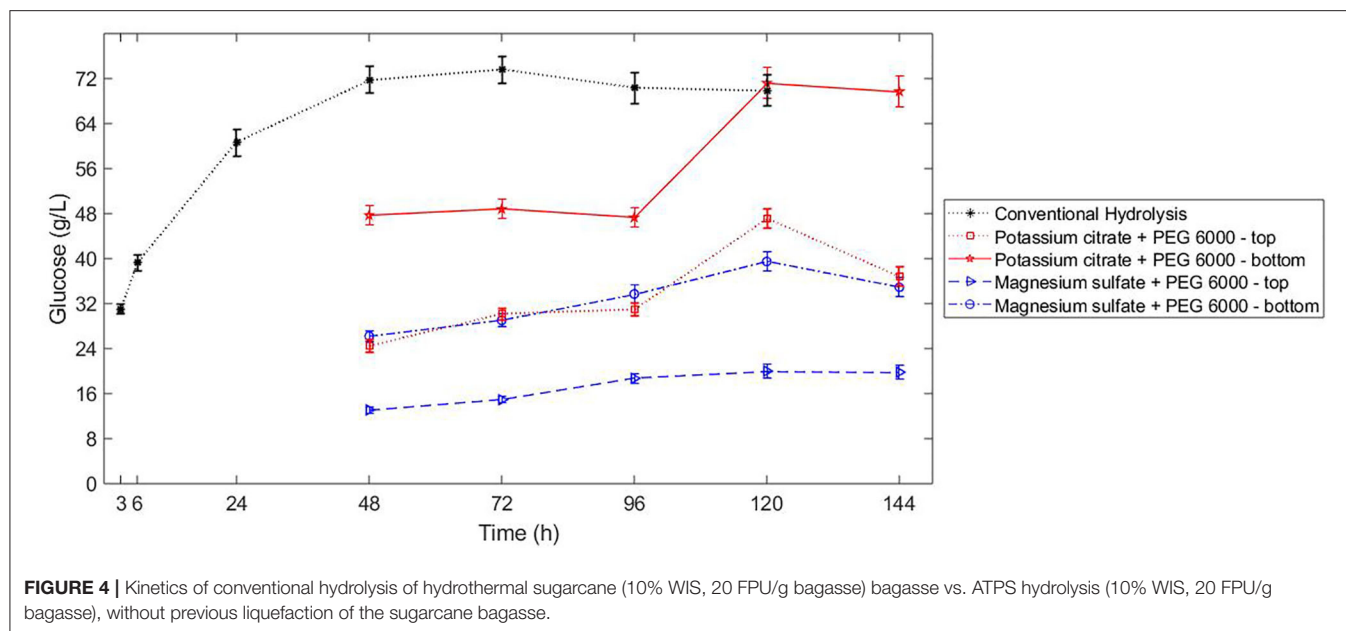 72
64
56
48
40
32
24
16
8
0
Glucose (g/L)
3 6 24 48 72 96 120 144
Time (h)
Conventional Hydrolysis
Potassium citrate + PEG 6000 - top
Potassium citrate + PEG 6000 - bottom
Magnesium sulfate + PEG 6000 - top
Magnesium sulfate + PEG 6000 - bottom
FIGURE 4 | Kinetics of conventional hydrolysis of hydrothermal sugarcane (10% WIS, 20 FPU/g bagasse) bagasse vs. ATPS hydrolysis (10% WIS, 20 FPU/g
bagasse), without previous liquefaction of the sugarcane bagasse.